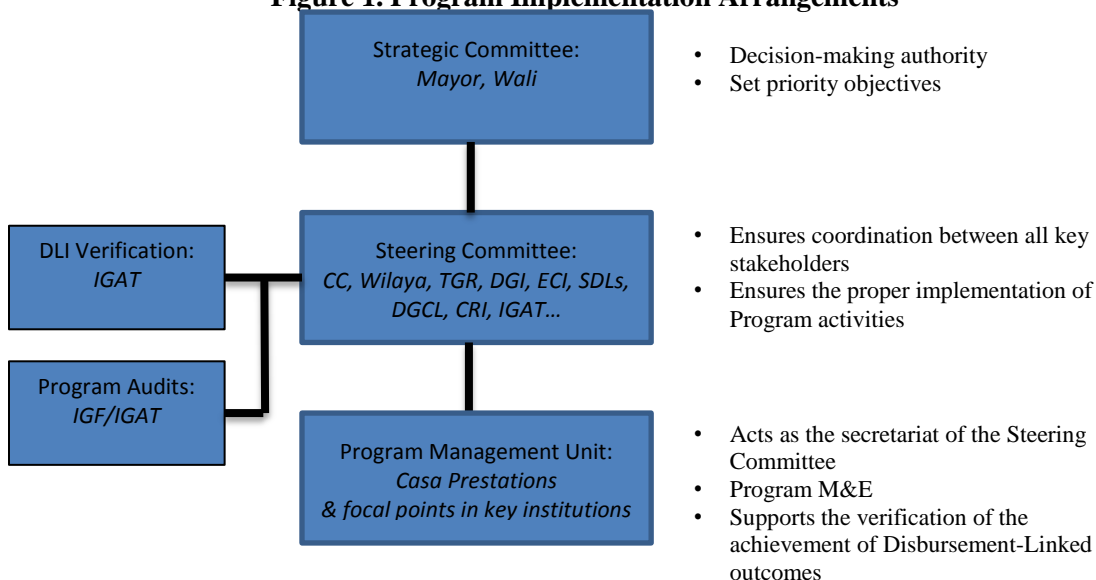 Figure 1. Program Implementation Arrangements
Strategic Committee:
Mayor, Wali
• Decision-making authority
• Set priority objectives
DLI Verification:
IGAT
Steering Committee:
CC, Wilaya, TGR, DGI, ECI, SDLs,
DGCL, CRI, IGAT…
• Ensures coordination between all key
stakeholders
• Ensures the proper implementation of
Program activities
Program Audits:
IGF/IGAT
Program Management Unit:
Casa Prestations
& focal points in key institutions
• Acts as the secretariat of the Steering
Committee
• Program M&E
• Supports the verification of the
achievement of Disbursement-Linked
outcomes